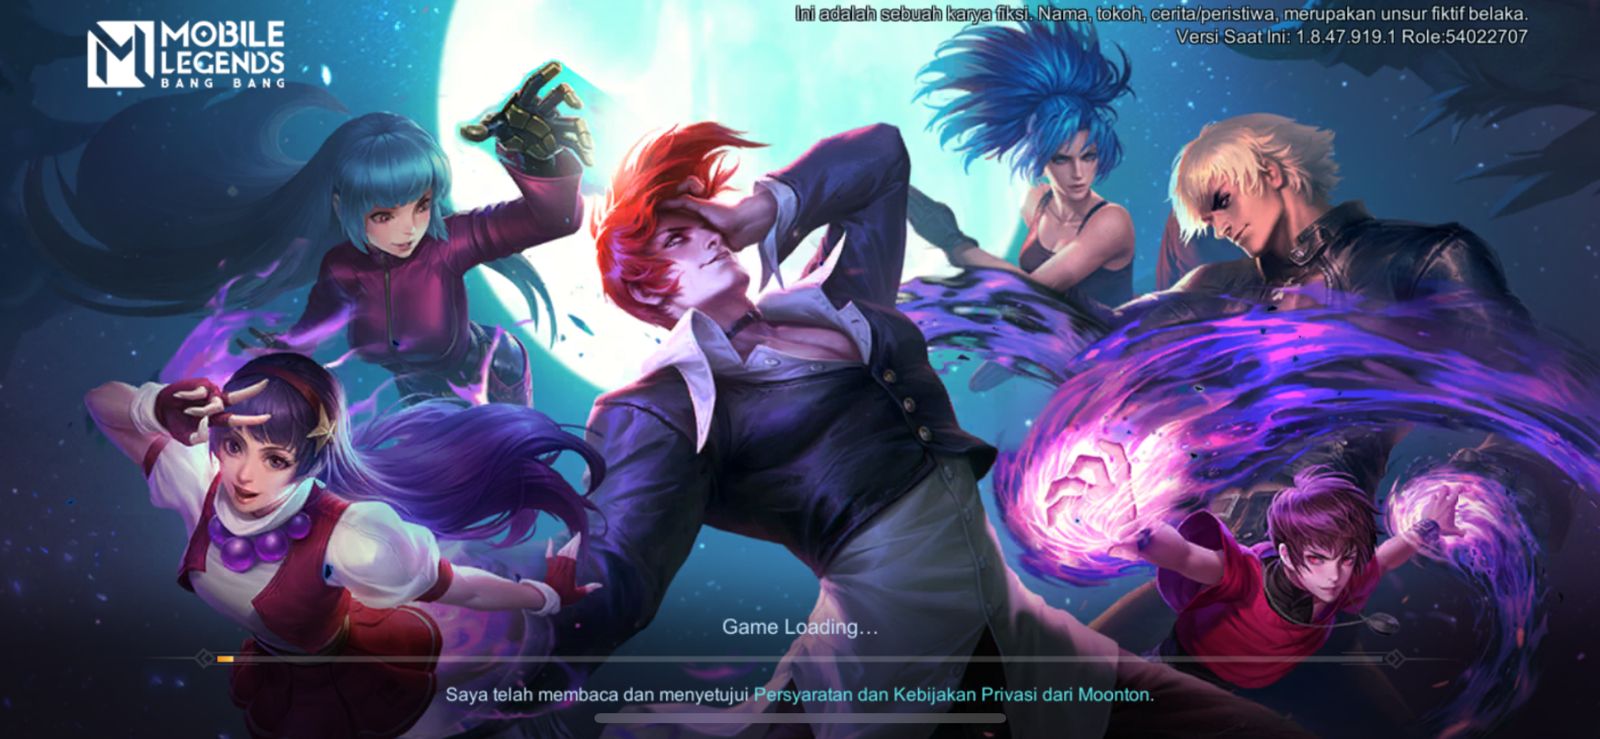 MOBILE
LEGENDS
BANG BANG
Ini adalah sebuah karya fiksi. Nama, tokoh, cerita/peristiwa, merupakan unsur fiktif belaka.
Versi Saat Ini: 1.8.47.919.1 Role:54022707
Game Loading...
Saya telah membaca dan menyetujui Persyaratan dan Kebijakan Privasi dari Moonton.